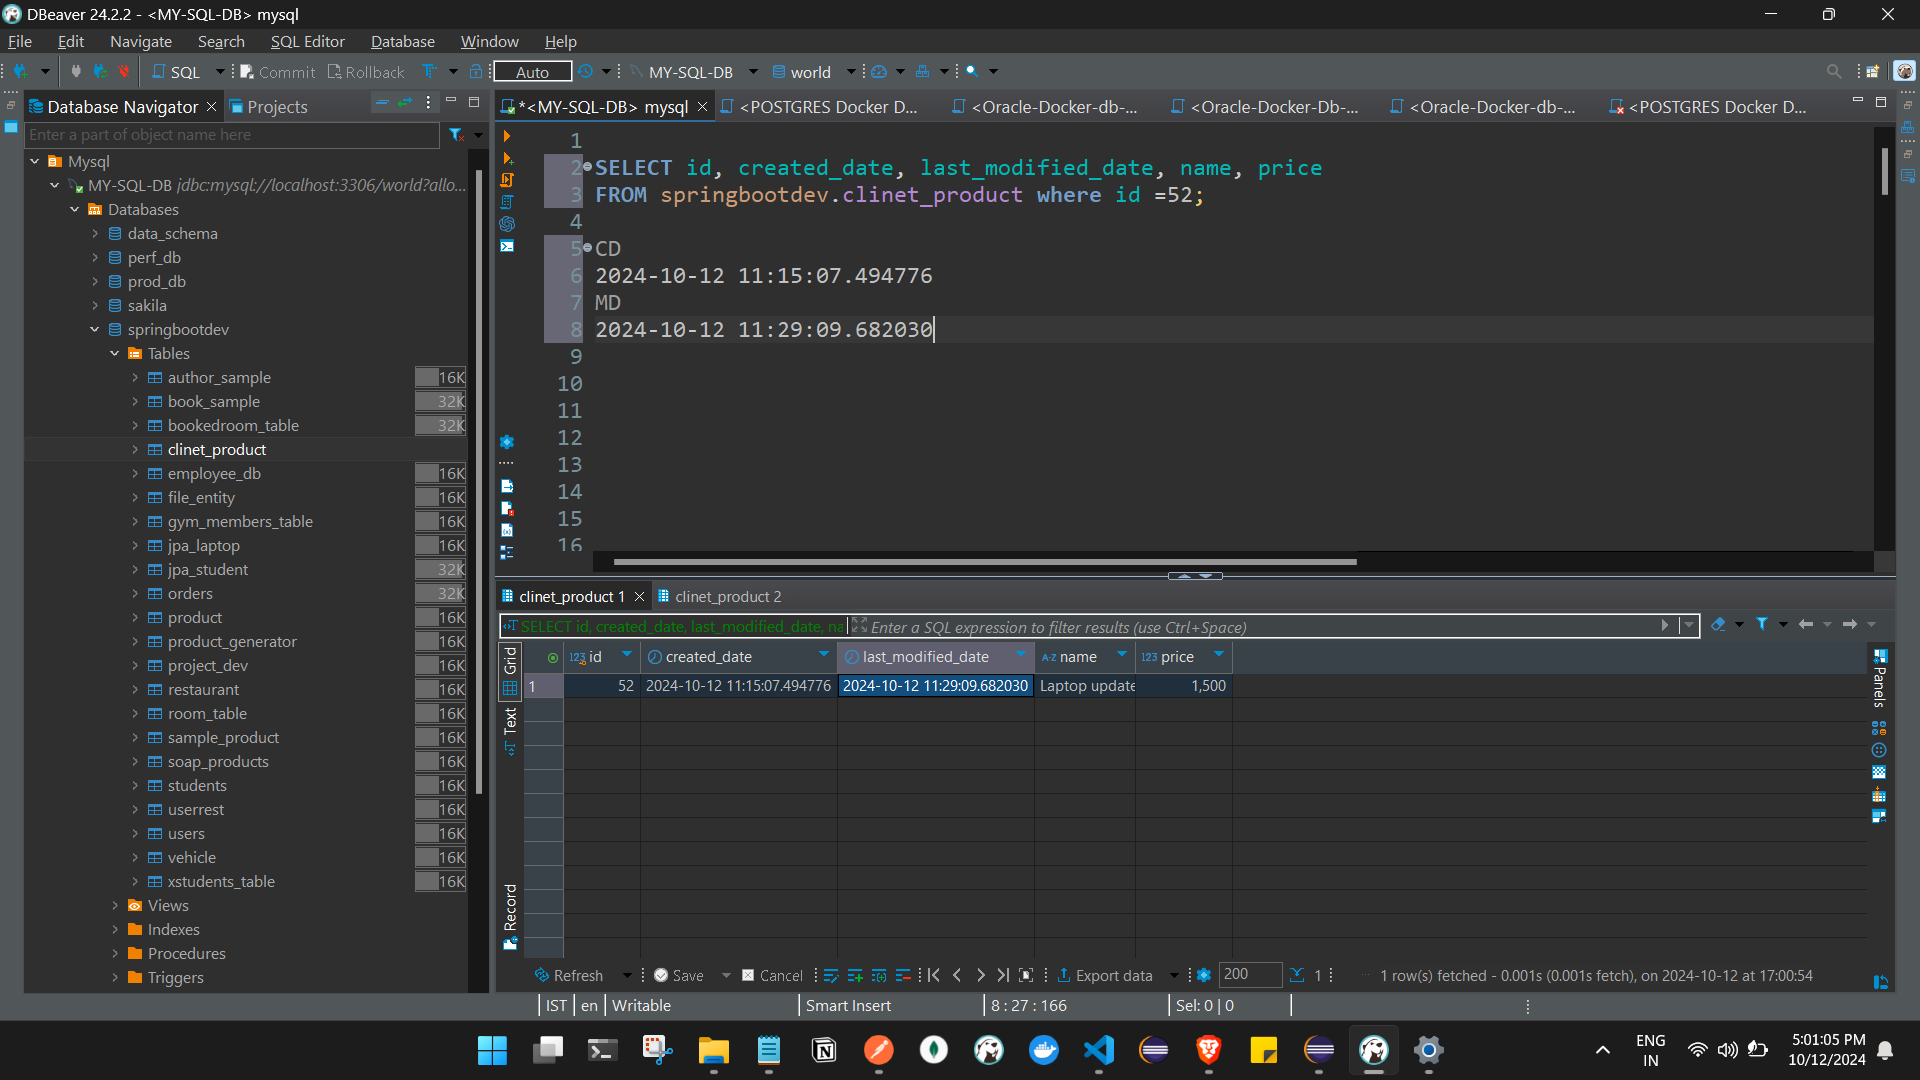 DBeaver 24.2.2 - <MY-SQL-DB> mysql
File Edit Navigate Search SQL Editor Database Window Help
SQL Commit Rollback Auto MY-SQL-DB world
Database Navigator Projects
*<MY-SQL-DB> mysql <POSTGRES Docker D... <Oracle-Docker-db-... <Oracle-Docker-Db-... <Oracle-Docker-db-... <POSTGRES Docker D...
Enter a part of object name here
Mysql
MY-SQL-DB jdbc:mysql://localhost:3306/world?allo...
Databases
data_schema
perf_db
prod_db
sakila
springbootdev
Tables
author_sample 16K
book_sample 32K
bookedroom_table 32K
clinet_product
employee_db 16K
file_entity 16K
gym_members_table 16K
jpa_laptop 16K
jpa_student 32K
orders 32K
product 16K
product_generator 16K
project_dev 16K
restaurant 16K
room_table 16K
sample_product 16K
soap_products 16K
students 16K
userrest 16K
users 16K
vehicle 16K
xstudents_table 16K
Views
Indexes
Procedures
Triggers
1
2 SELECT id, created_date, last_modified_date, name, price
3 FROM springbootdev.clinet_product where id =52;
4
5 CD
6 2024-10-12 11:15:07.494776
7 MD
8 2024-10-12 11:29:09.682030
9
10
11
12
13
14
15
16
clinet_product 1 clinet_product 2
SELECT id, created_date, last_modified_date, na Enter a SQL expression to filter results (use Ctrl+Space)
Grid
Text
Record
123 id created_date last_modified_date A-Z name 123 price
1 52 2024-10-12 11:15:07.494776 2024-10-12 11:29:09.682030 Laptop update 1,500
Panels
Refresh Save Cancel Export data 200 1 1 row(s) fetched - 0.001s (0.001s fetch), on 2024-10-12 at 17:00:54
IST en Writable Smart Insert 8 : 27 : 166 Sel: 0 | 0
ENG
IN
5:01:05 PM
10/12/2024